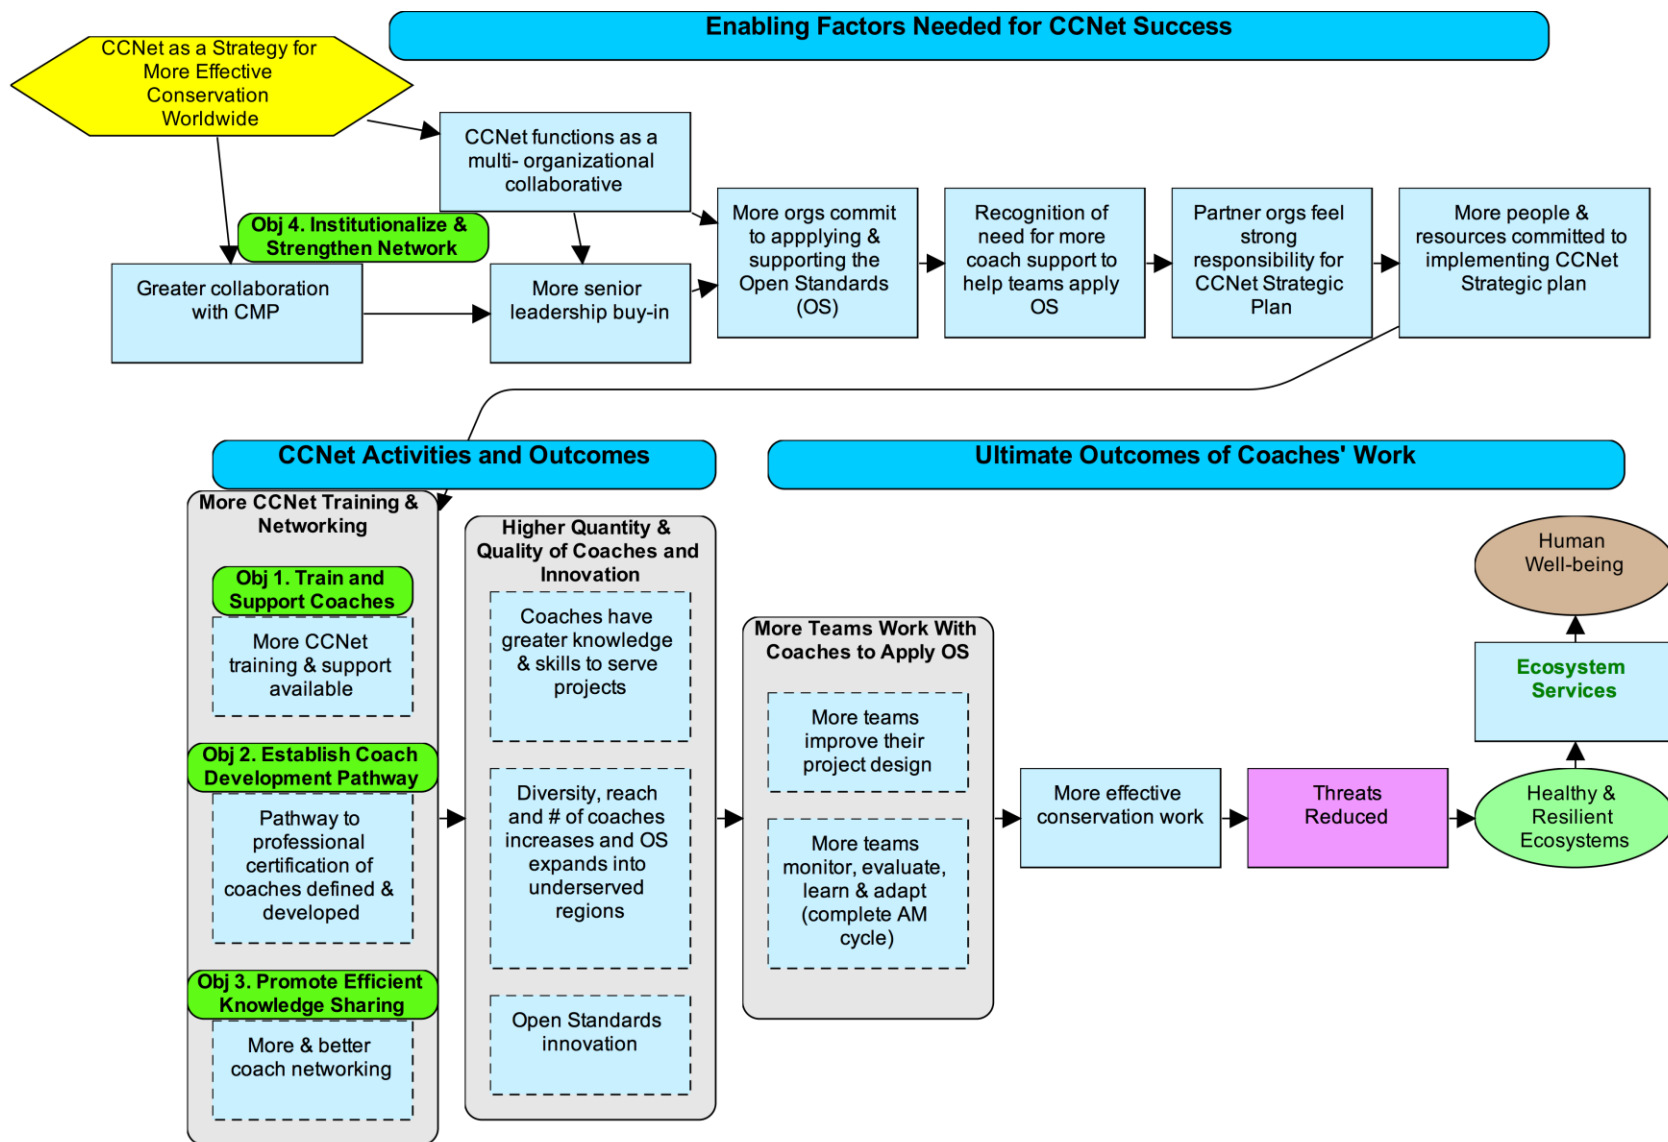 Enabling Factors Needed for CCNet Success
CCNet as a Strategy for
More Effective
Conservation
Worldwide
CCNet functions as a
multi- organizational
collaborative
Obj 4. Institutionalize &
Strengthen Network
Greater collaboration
with CMP
More senior
leadership buy-in
More orgs commit
to appplying &
supporting the
Open Standards
(OS)
Recognition of
need for more
coach support to
help teams apply
OS
Partner orgs feel
strong
responsibility for
CCNet Strategic
Plan
More people &
resources committed to
implementing CCNet
Strategic plan
CCNet Activities and Outcomes
Ultimate Outcomes of Coaches' Work
More CCNet Training &
Networking
Obj 1. Train and
Support Coaches
More CCNet
training & support
available
Obj 2. Establish Coach
Development Pathway
Pathway to
professional
certification of
coaches defined &
developed
Obj 3. Promote Efficient
Knowledge Sharing
More & better
coach networking
Higher Quantity &
Quality of Coaches and
Innovation
Coaches have
greater knowledge
& skills to serve
projects
Diversity, reach
and # of coaches
increases and OS
expands into
underserved
regions
Open Standards
innovation
More Teams Work With
Coaches to Apply OS
More teams
improve their
project design
More teams
monitor, evaluate,
learn & adapt
(complete AM
cycle)
More effective
conservation work
Threats
Reduced
Healthy &
Resilient
Ecosystems
Ecosystem
Services
Human
Well-being